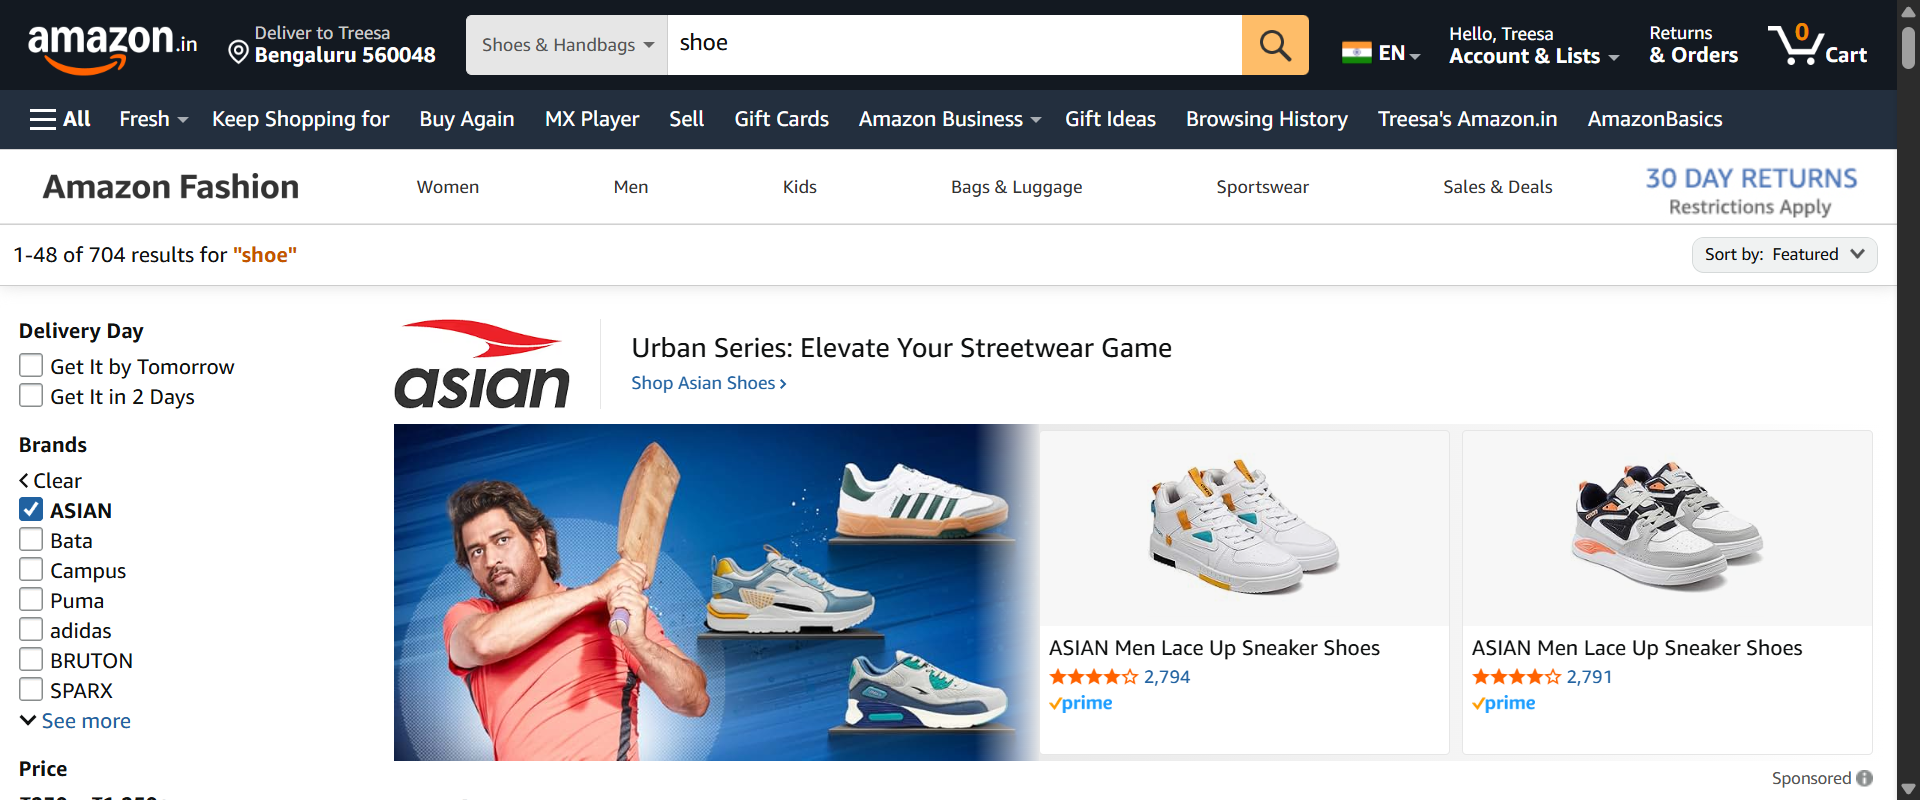 amazon.in
Deliver to Treesa
Bengaluru 560048
Shoes & Handbags
shoe
EN
Hello, Treesa
Account & Lists
Returns
& Orders
0
Cart
All
Fresh
Keep Shopping for
Buy Again
MX Player
Sell
Gift Cards
Amazon Business
Gift Ideas
Browsing History
Treesa's Amazon.in
AmazonBasics
Amazon Fashion
Women
Men
Kids
Bags & Luggage
Sportswear
Sales & Deals
30 DAY RETURNS
Restrictions Apply
1-48 of 704 results for "shoe"
Sort by: Featured
Delivery Day
Get It by Tomorrow
Get It in 2 Days
Brands
Clear
ASIAN
Bata
Campus
Puma
adidas
BRUTON
SPARX
See more
Price
asian
Urban Series: Elevate Your Streetwear Game
Shop Asian Shoes ›
ASIAN Men Lace Up Sneaker Shoes
2,794
prime
ASIAN Men Lace Up Sneaker Shoes
2,791
prime
Sponsored